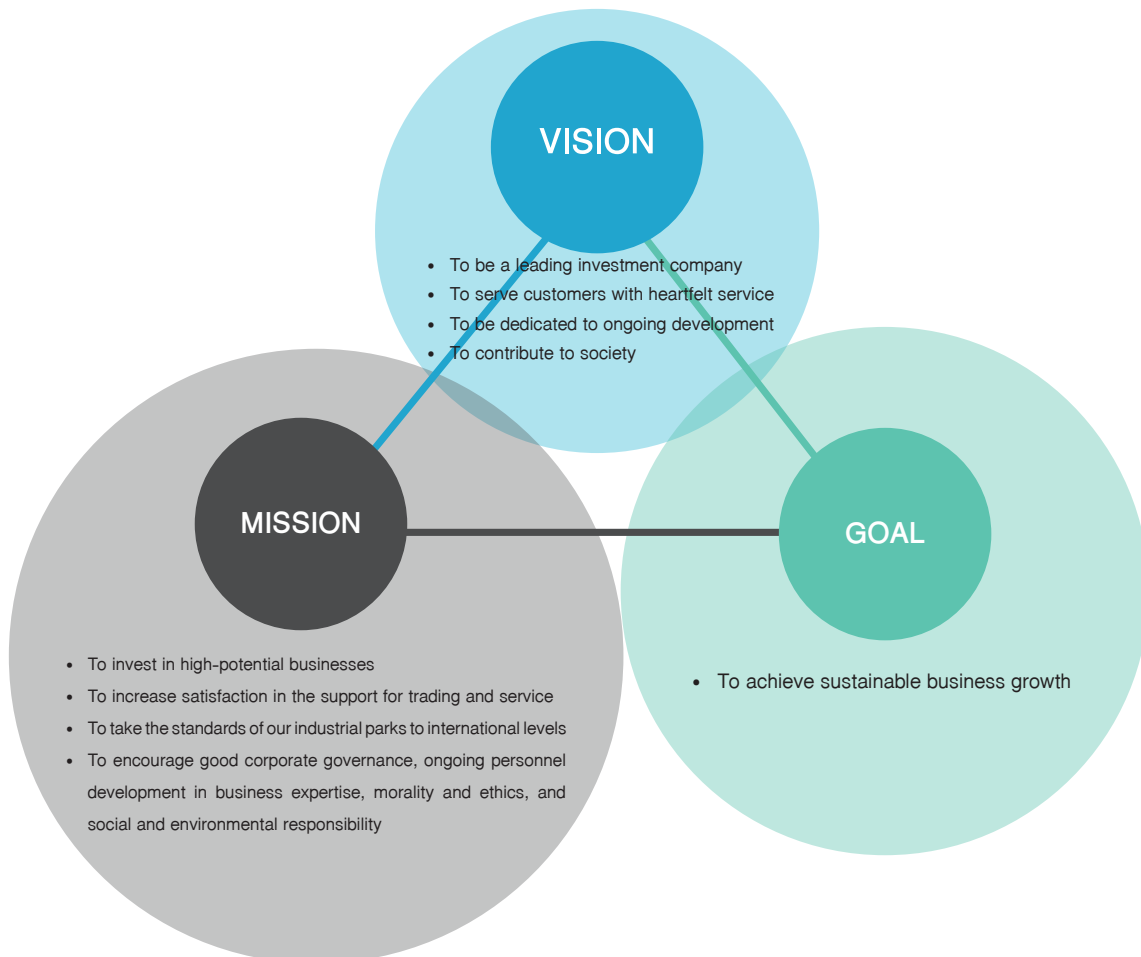 VISION
• To be a leading investment company
• To serve customers with heartfelt service
• To be dedicated to ongoing development
• To contribute to society
MISSION
• To invest in high-potential businesses
• To increase satisfaction in the support for trading and service
• To take the standards of our industrial parks to international levels
• To encourage good corporate governance, ongoing personnel
development in business expertise, morality and ethics, and
social and environmental responsibility
GOAL
• To achieve sustainable business growth